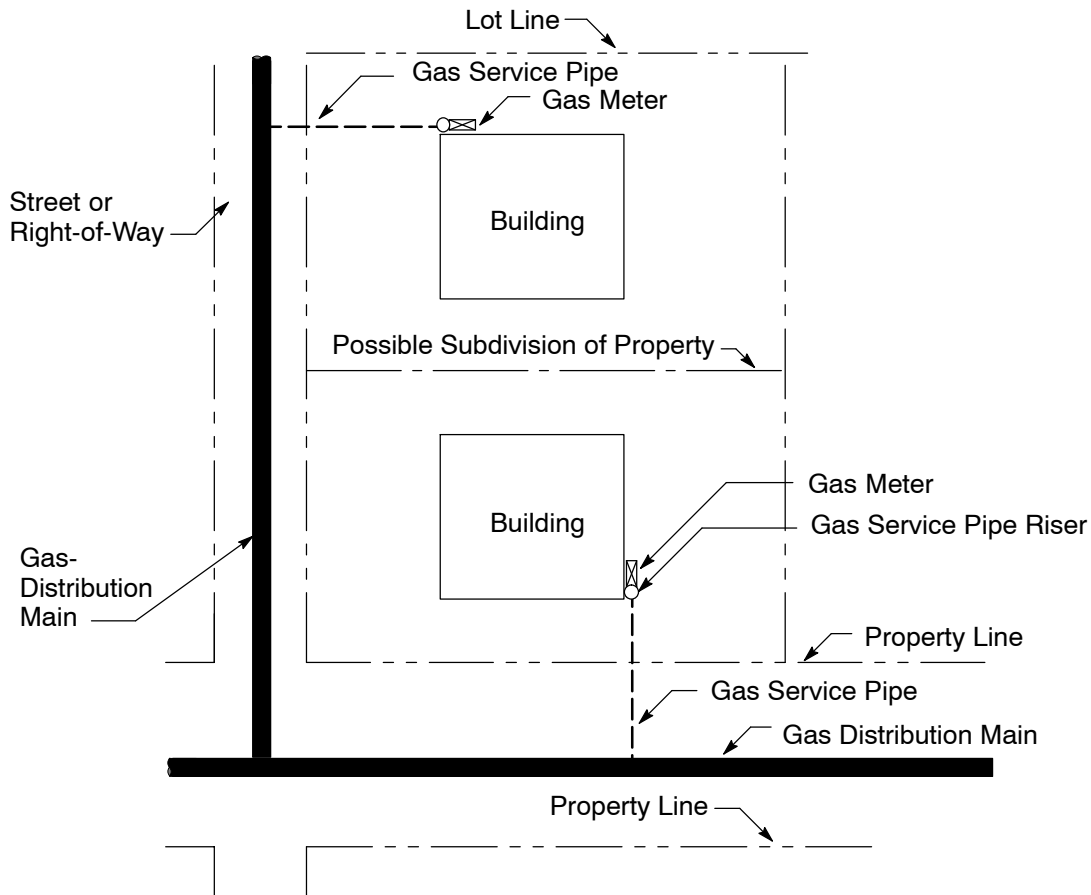 Lot Line
Gas Service Pipe
Gas Meter
Street or
Right-of-Way
Building
Possible Subdivision of Property
Gas Meter
Building
Gas Service Pipe Riser
Gas-
Distribution
Main
Property Line
Gas Service Pipe
Gas Distribution Main
Property Line